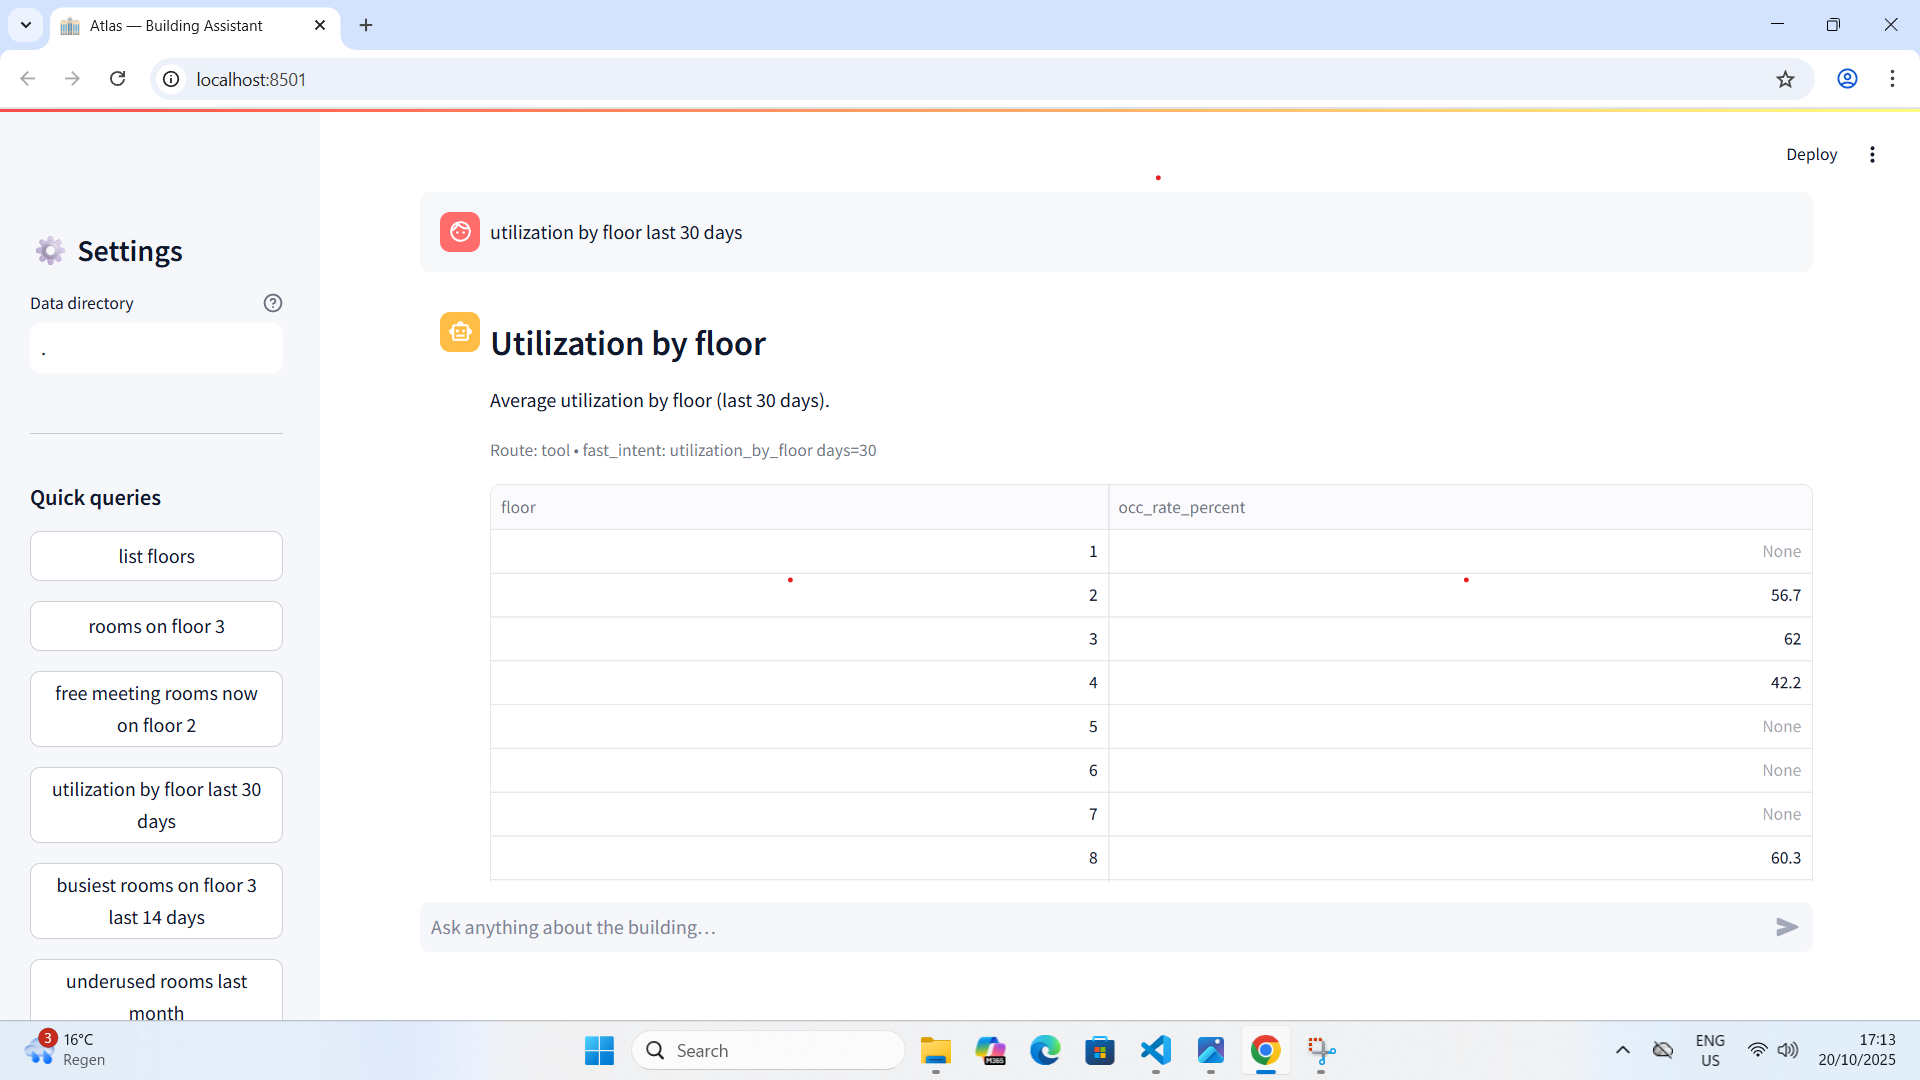 Atlas — Building Assistant
localhost:8501
Deploy
Settings
Data directory
.
Quick queries
list floors
rooms on floor 3
free meeting rooms now
on floor 2
utilization by floor last 30
days
busiest rooms on floor 3
last 14 days
underused rooms last
month
utilization by floor last 30 days
Utilization by floor
Average utilization by floor (last 30 days).
Route: tool • fast_intent: utilization_by_floor days=30
floor occ_rate_percent
1 None
2 56.7
3 62
4 42.2
5 None
6 None
7 None
8 60.3
Ask anything about the building…
3
16°C
Regen
Search
M365
ENG
US
17:13
20/10/2025